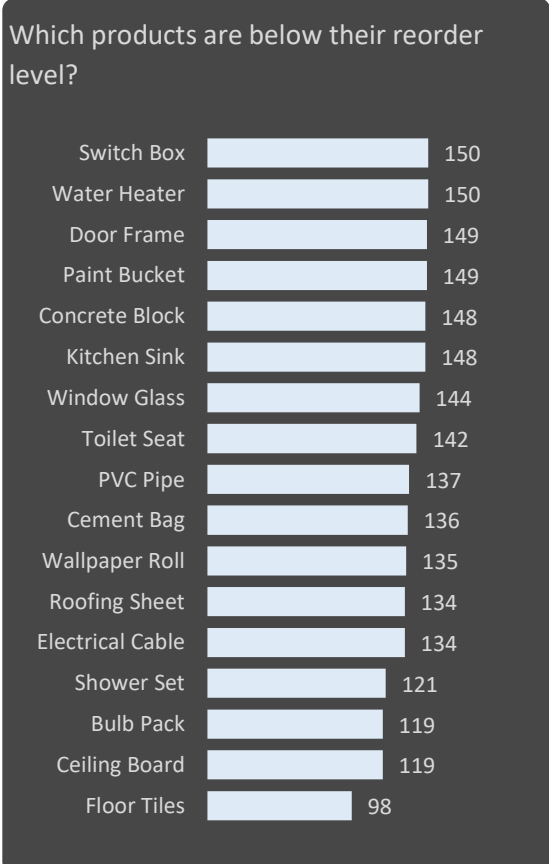 Which products are below their reorder
level?
Switch Box 150
Water Heater 150
Door Frame 149
Paint Bucket 149
Concrete Block 148
Kitchen Sink 148
Window Glass 144
Toilet Seat 142
PVC Pipe 137
Cement Bag 136
Wallpaper Roll 135
Roofing Sheet 134
Electrical Cable 134
Shower Set 121
Bulb Pack 119
Ceiling Board 119
Floor Tiles 98